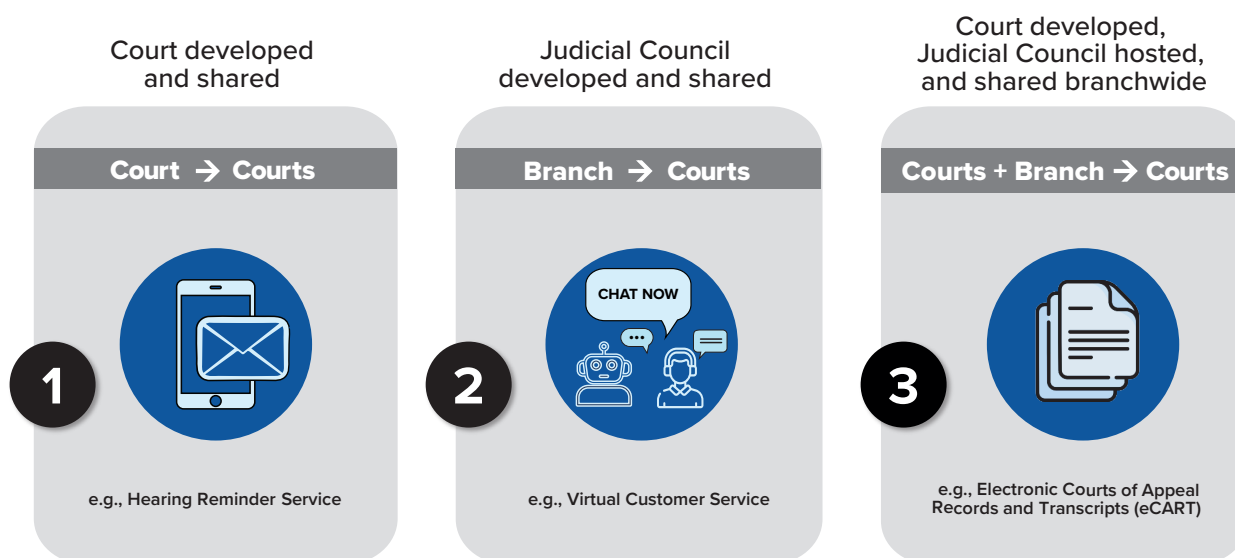 Court developed
and shared
Court → Courts
1
e.g., Hearing Reminder Service
Judicial Council
developed and shared
Branch → Courts
CHAT NOW
2
e.g., Virtual Customer Service
Court developed,
Judicial Council hosted,
and shared branchwide
Courts + Branch → Courts
3
e.g., Electronic Courts of Appeal
Records and Transcripts (eCART)